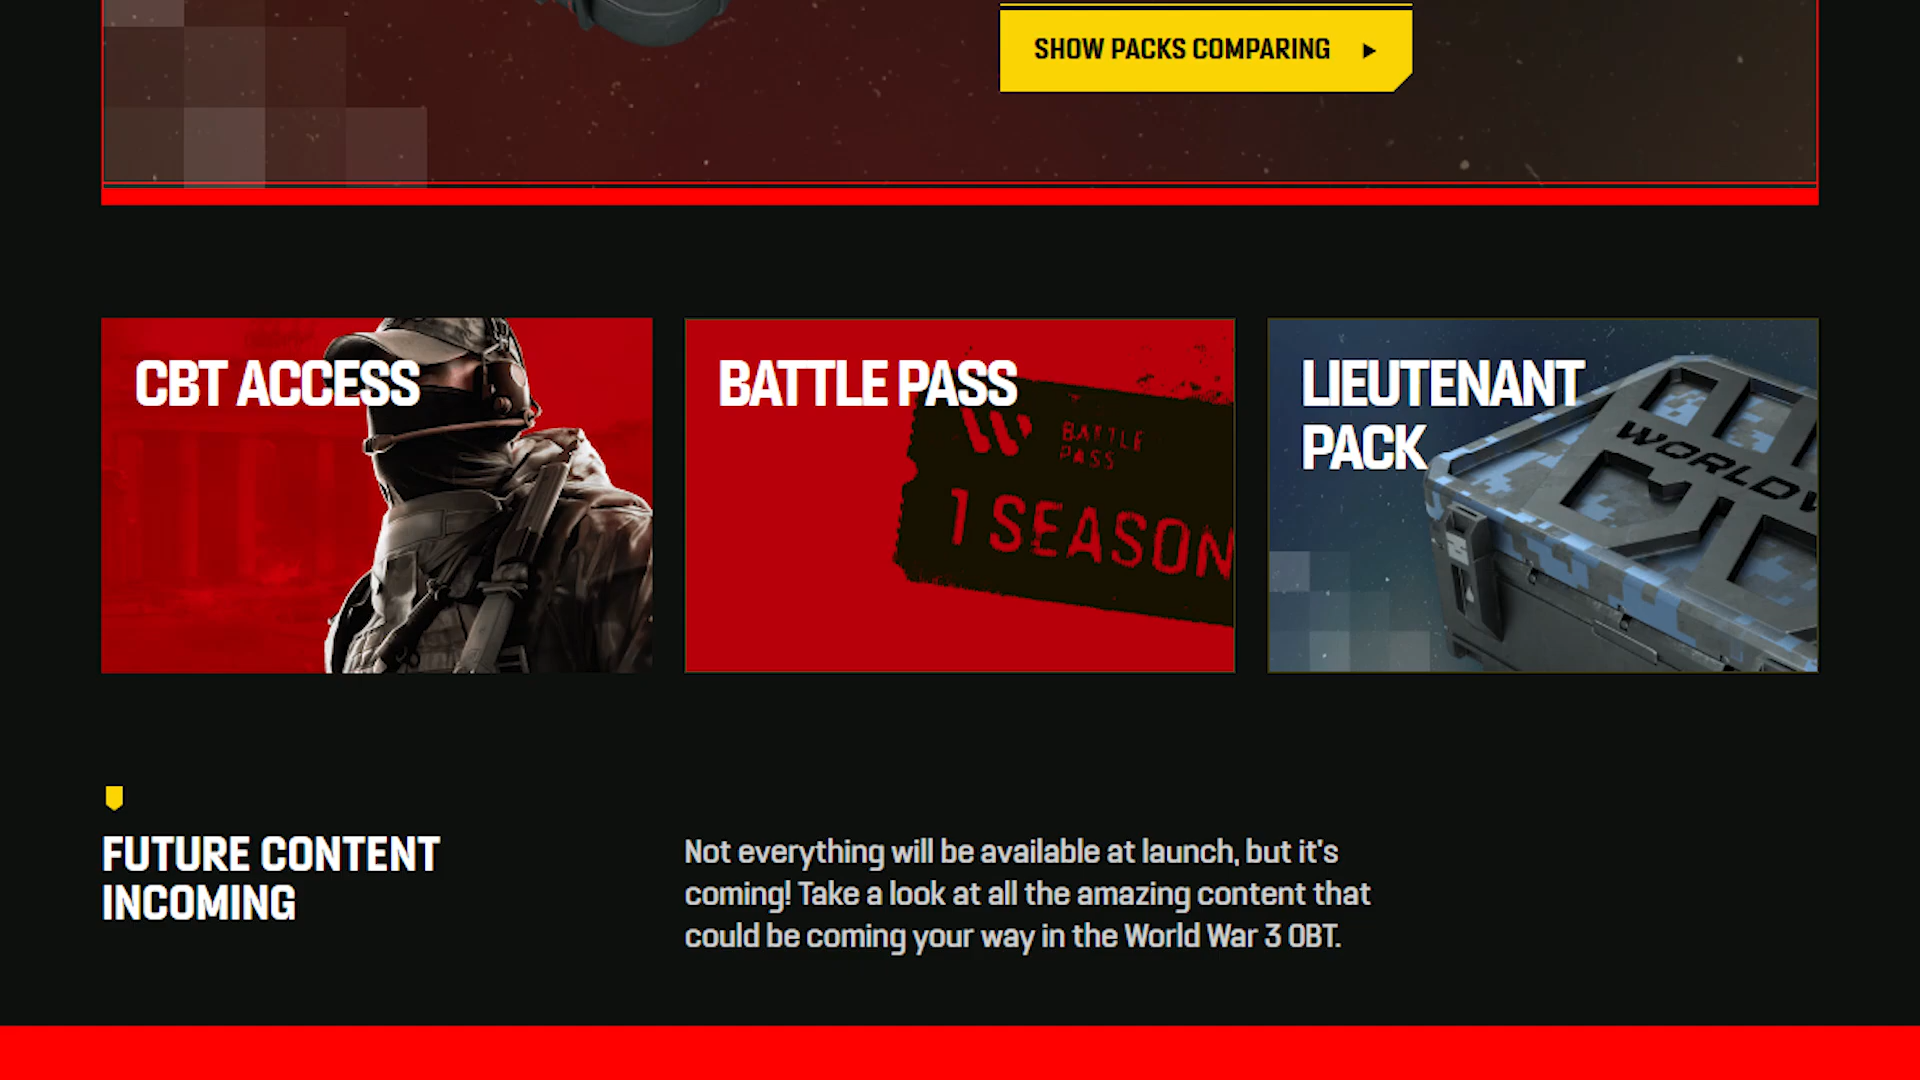 SHOW PACKS COMPARING
CBT ACCESS
BATTLE PASS
BATTLE
PASS
1 SEASON
LIEUTENANT
PACK
FUTURE CONTENT
INCOMING
Not everything will be available at launch, but it's
coming! Take a look at all the amazing content that
could be coming your way in the World War 3 OBT.